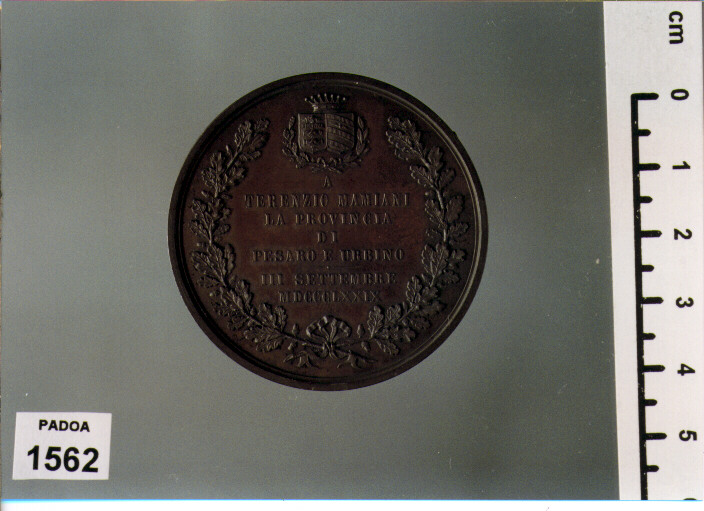 A
TERENZIO MAMIANI
LA PROVINCIA
DI
PESARO E URBINO
III SETTEMBRE
MDCCCLXXIX
PADOA
1562
cm
0
1
2
3
4
5